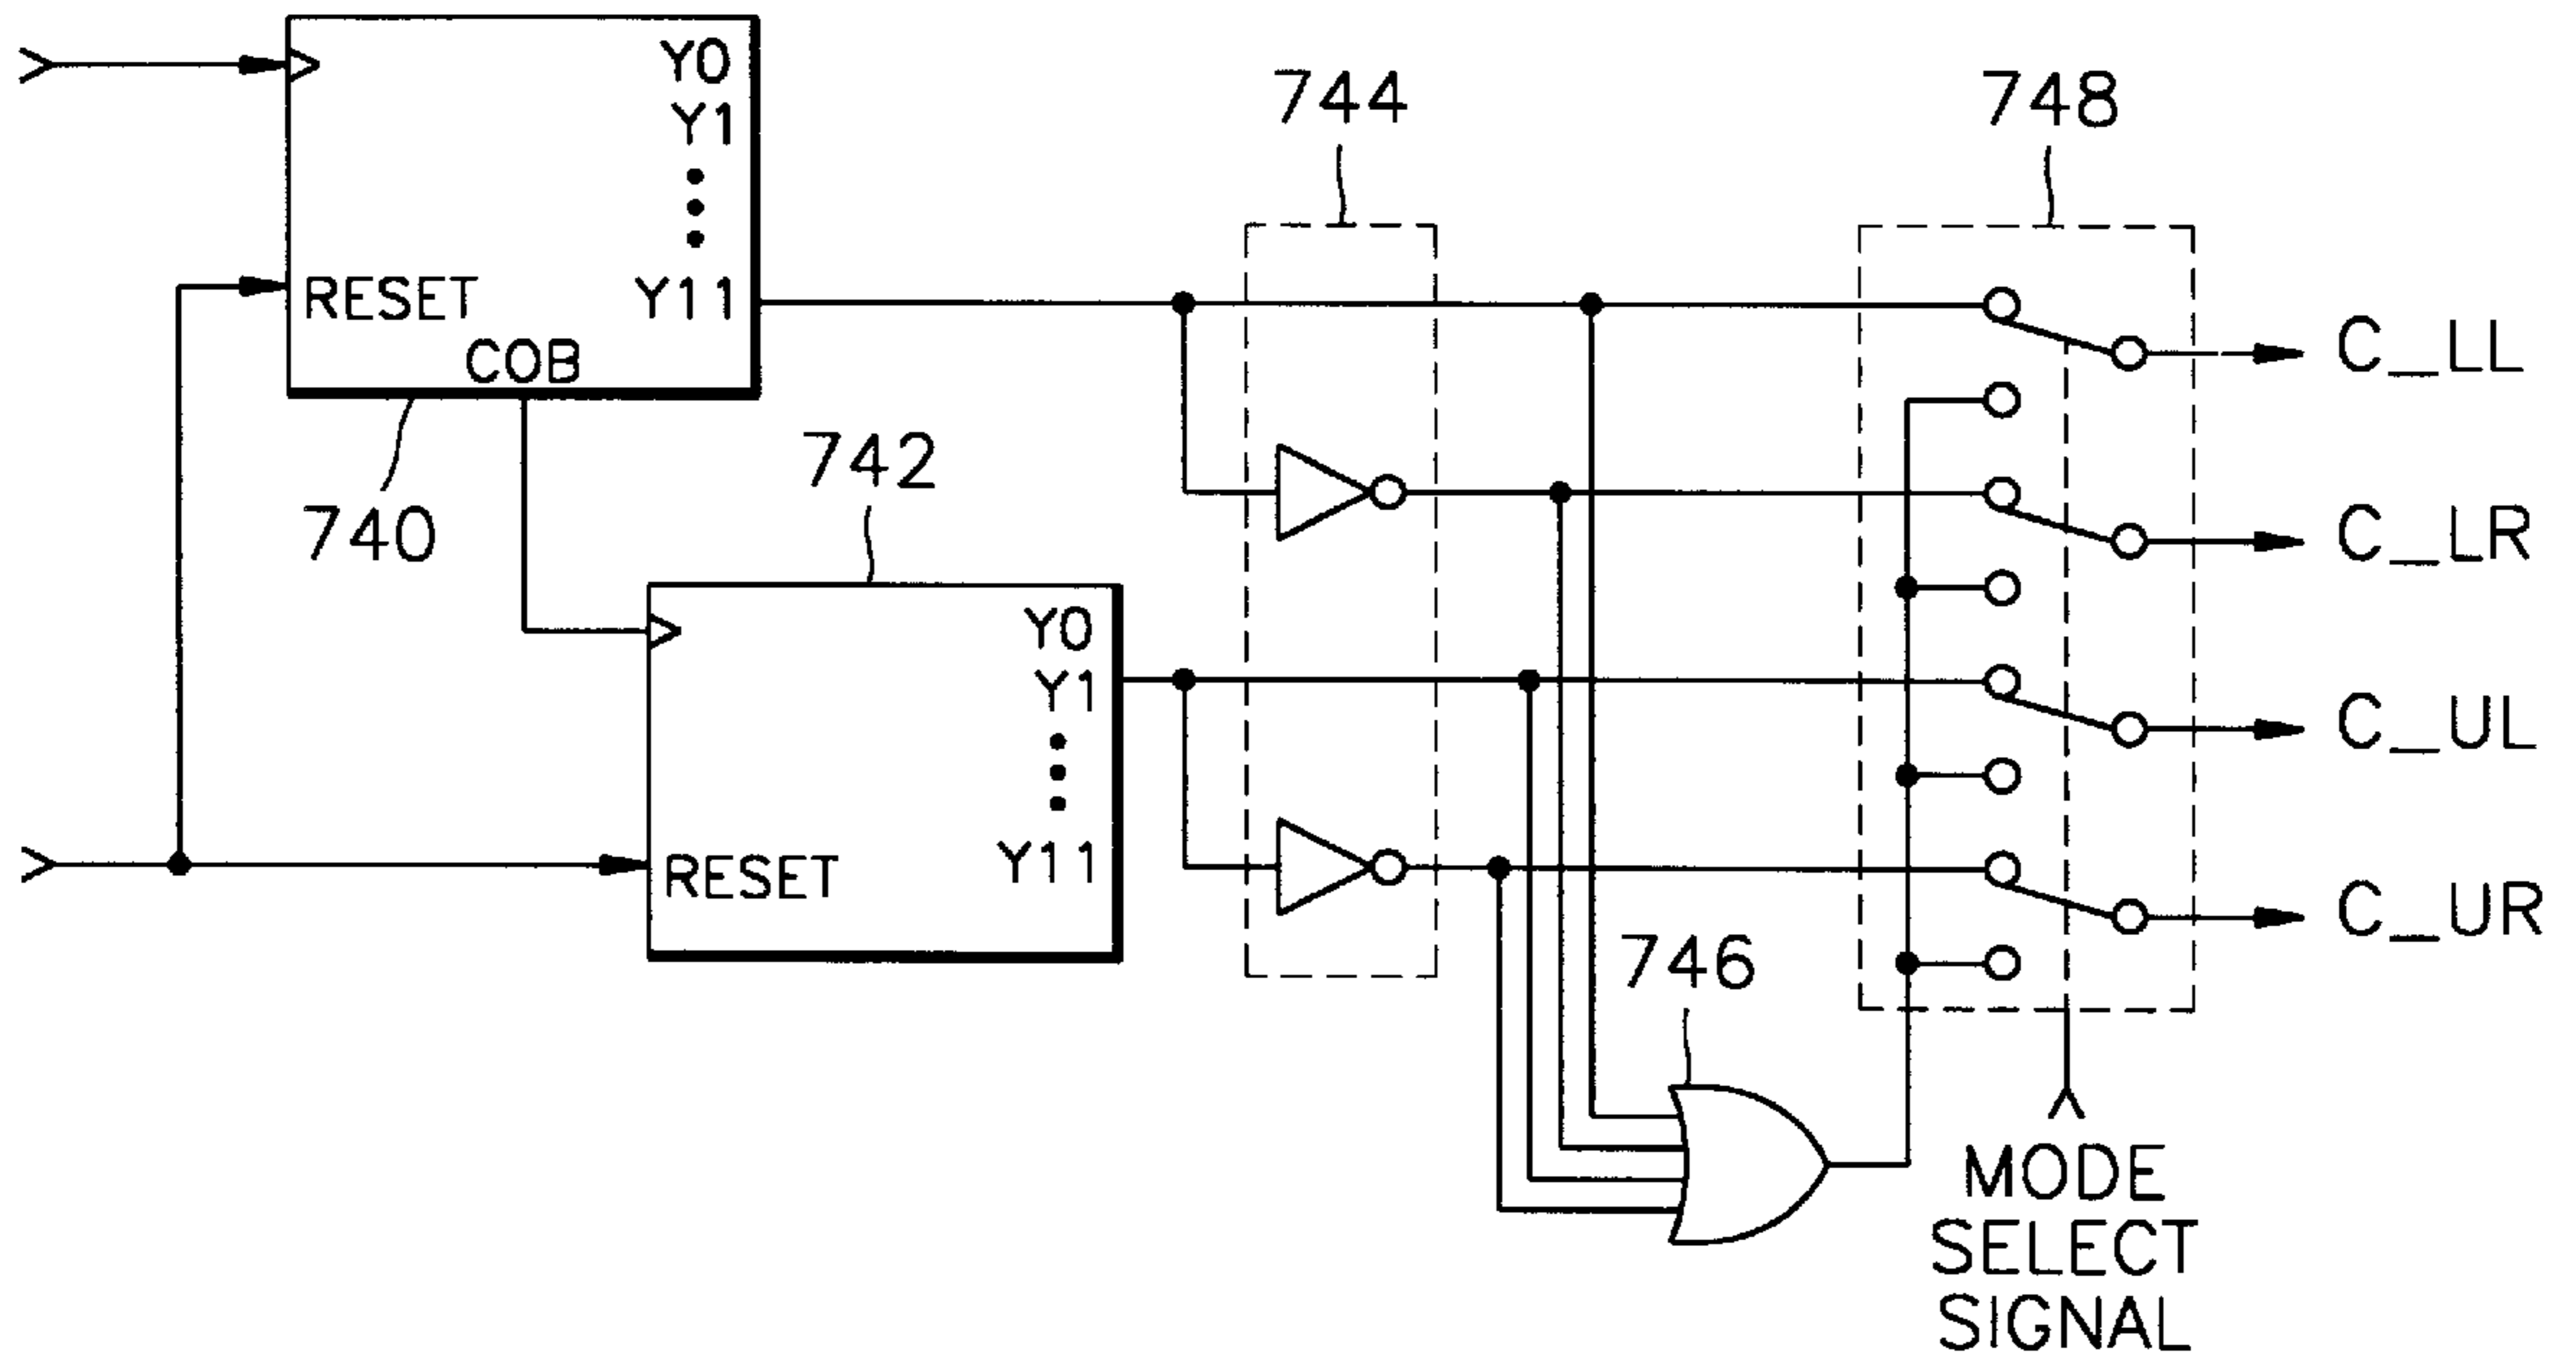 Y0
Y1
RESET
Y11
COB
740
742
Y0
Y1
RESET
Y11
744
746
748
C_LL
C_LR
C_UL
C_UR
MODE
SELECT
SIGNAL